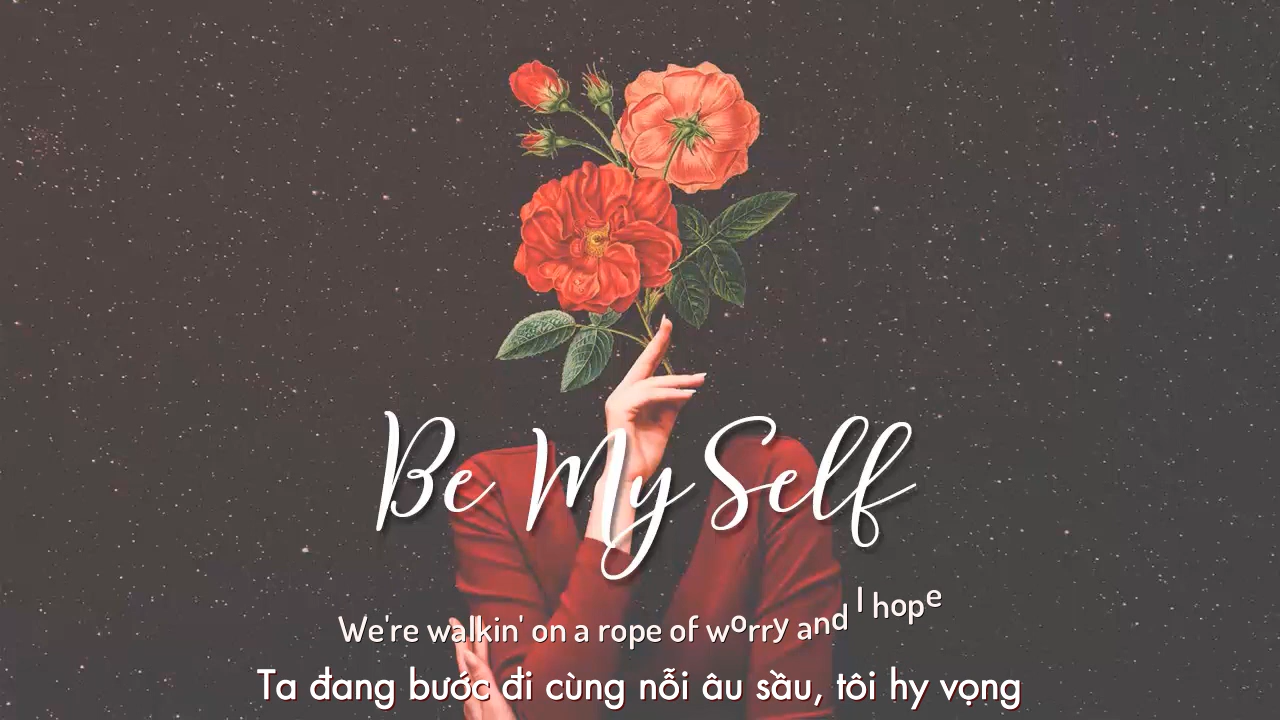 Be My Self
We're walkin' on a rope of worry and I hope
Ta đang bước đi cùng nỗi âu sầu, tôi hy vọng